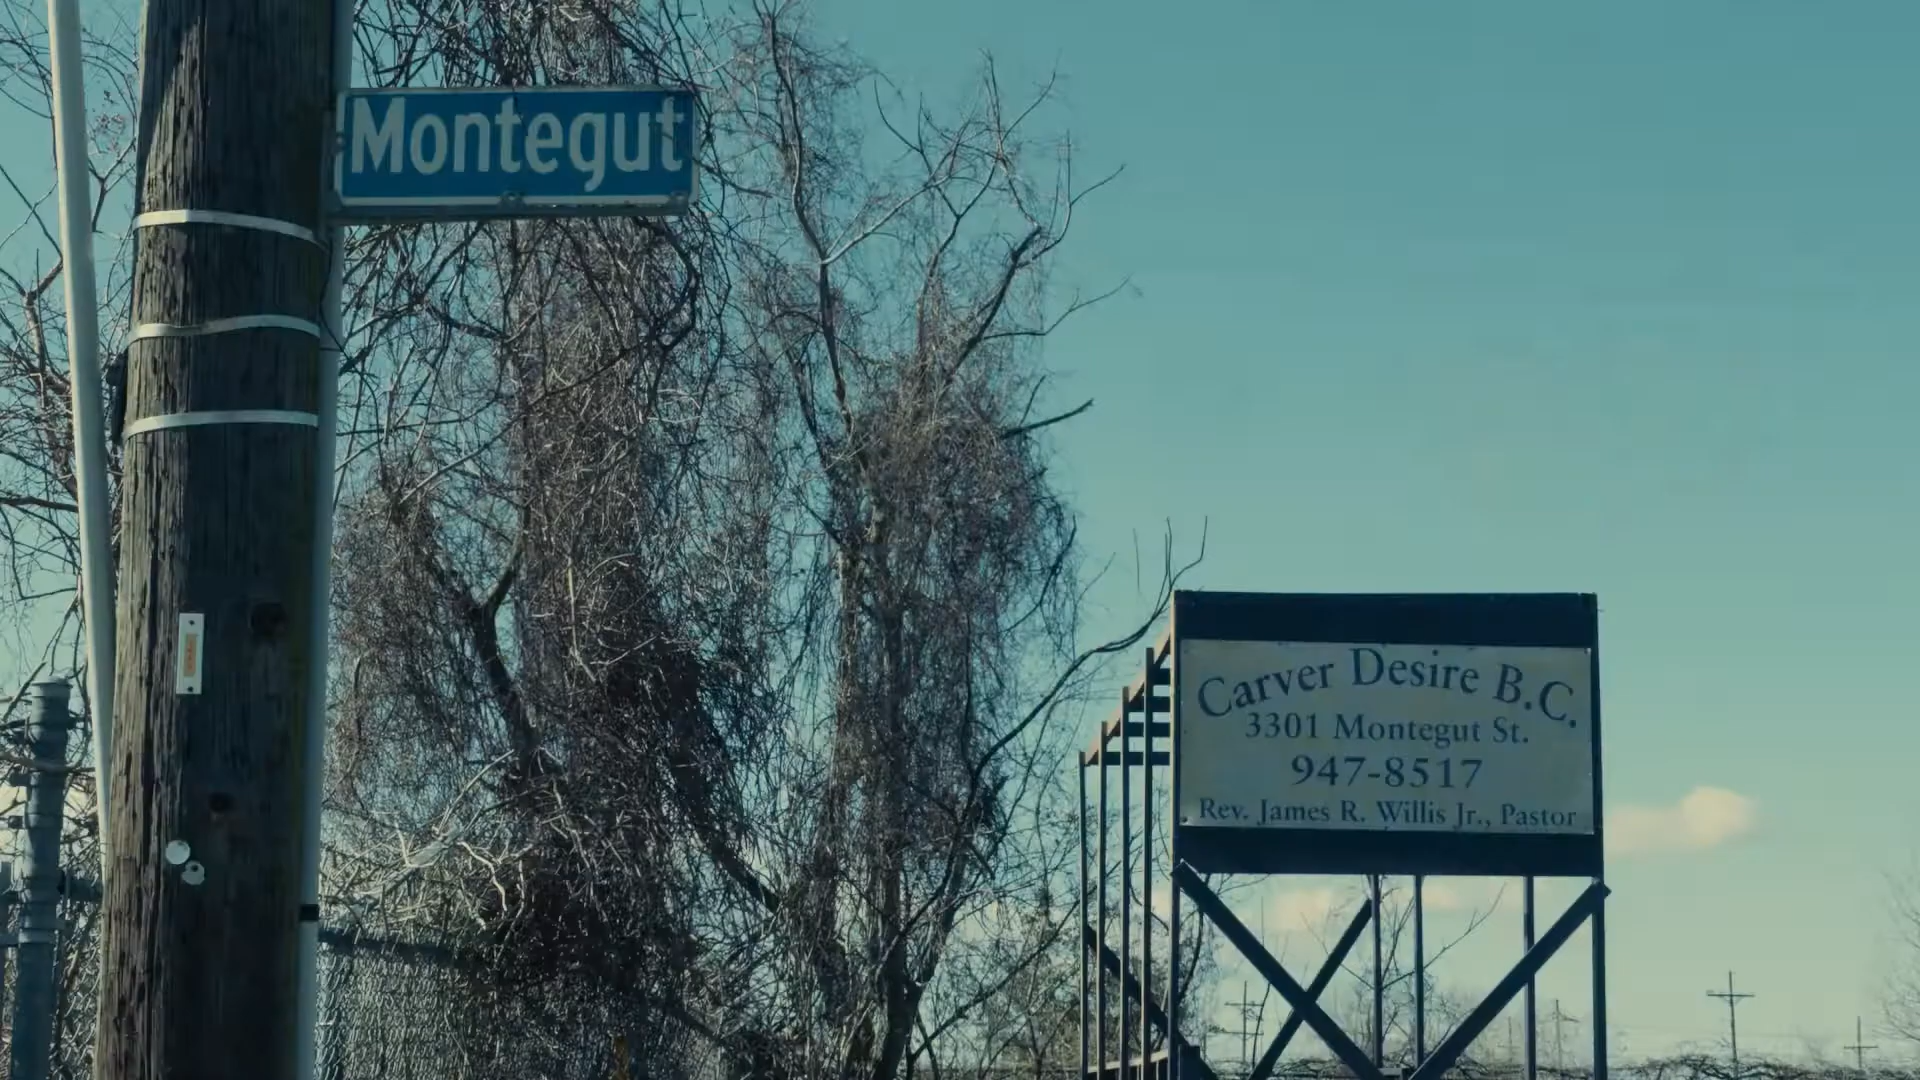 Montegut
Carver Desire B.C.
3301 Montegut St.
947-8517
Rev. James R. Willis Jr., Pastor